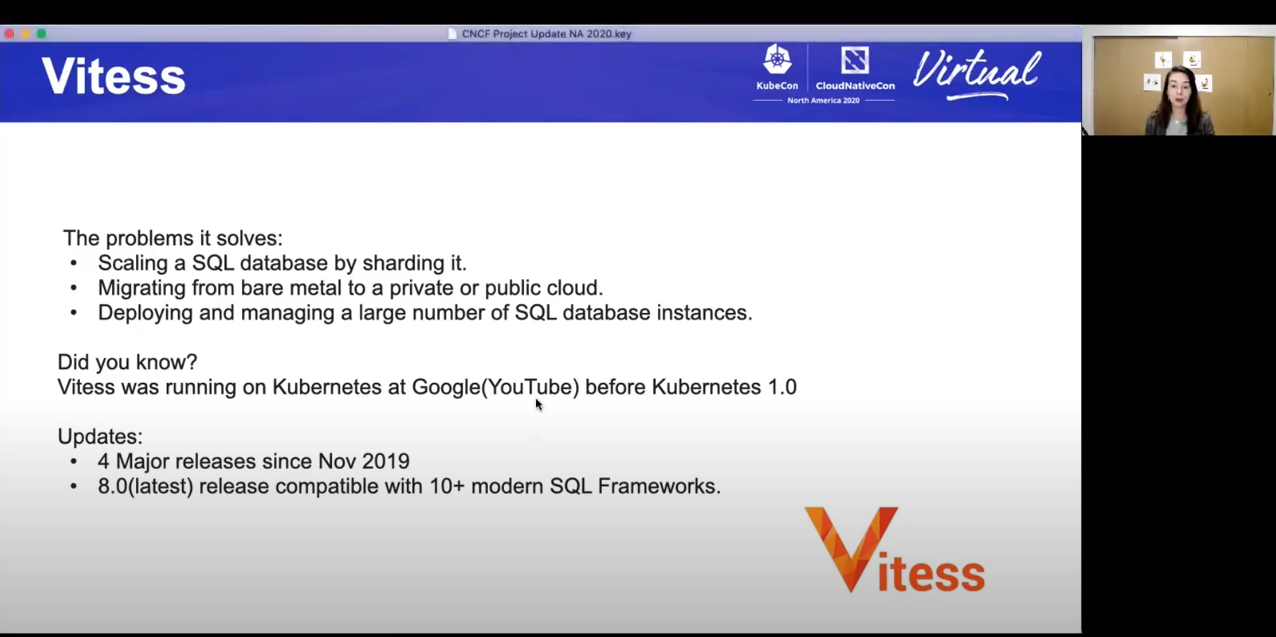 CNCF Project Update NA 2020.key
Vitess
KubeCon
CloudNativeCon
North America 2020
Virtual
The problems it solves:
• Scaling a SQL database by sharding it.
• Migrating from bare metal to a private or public cloud.
• Deploying and managing a large number of SQL database instances.
Did you know?
Vitess was running on Kubernetes at Google(YouTube) before Kubernetes 1.0
Updates:
• 4 Major releases since Nov 2019
• 8.0(latest) release compatible with 10+ modern SQL Frameworks.
Vitess